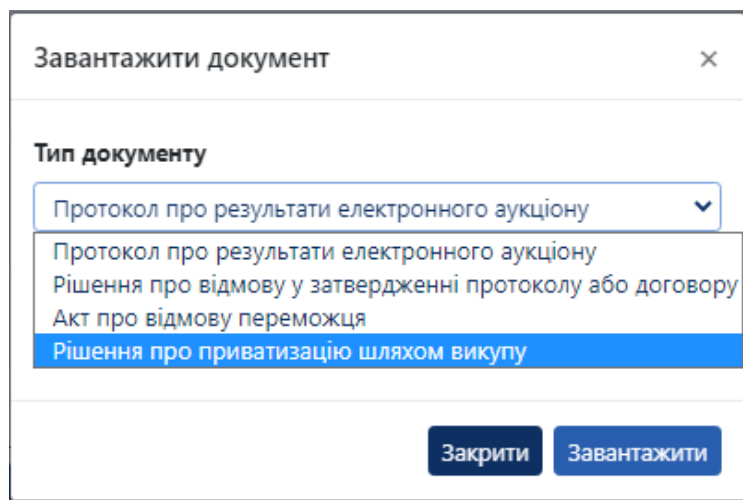 Завантажити документ ×
Тип документу
Протокол про результати електронного аукціону
Протокол про результати електронного аукціону
Рішення про відмову у затвердженні протоколу або договору
Акт про відмову переможця
Рішення про приватизацію шляхом викупу
Закрити Завантажити